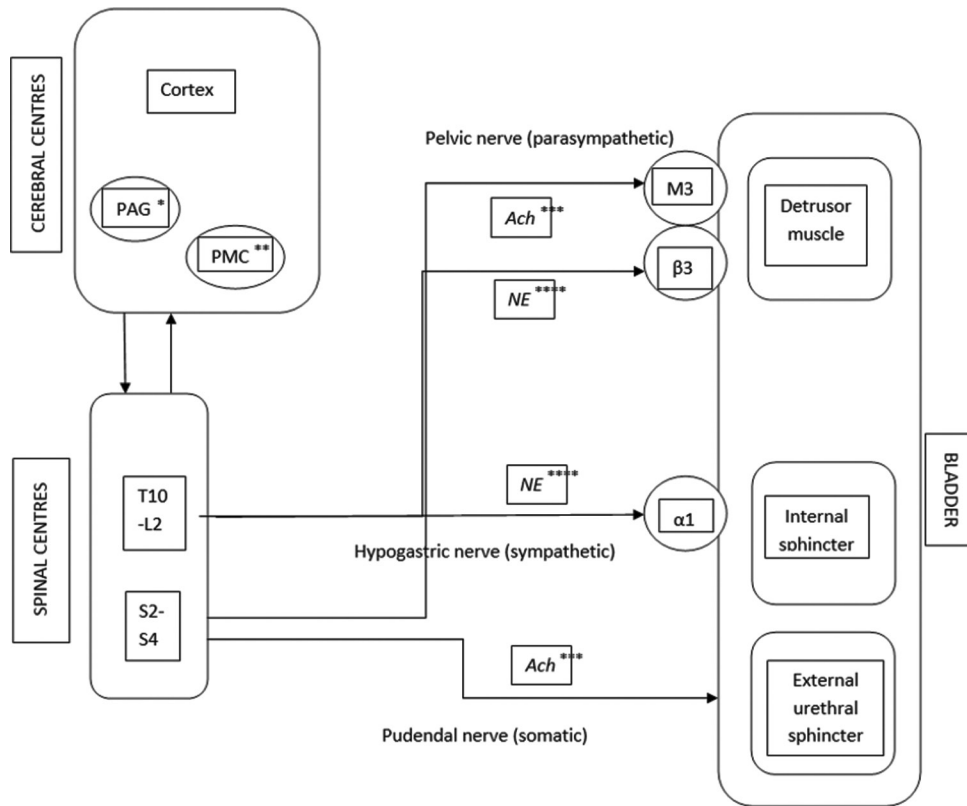 CEREBRAL CENTRES
Cortex
PAG *
PMC **
Pelvic nerve (parasympathetic)
Ach ***
M3
NE ****
β3
Detrusor
muscle
SPINAL CENTRES
T10
-L2
S2-
S4
NE ****
α1
Hypogastric nerve (sympathetic)
Internal
sphincter
BLADDER
Ach ***
Pudendal nerve (somatic)
External
urethral
sphincter